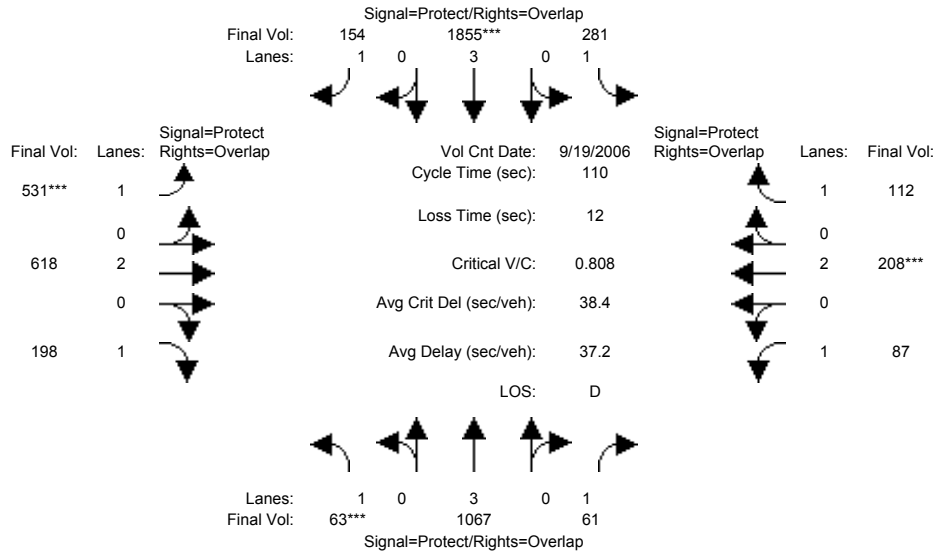 Signal=Protect/Rights=Overlap
Final Vol: 154 1855*** 281
Lanes: 1 0 3 0 1
Signal=Protect
Final Vol: Lanes: Rights=Overlap
Vol Cnt Date: 9/19/2006
Signal=Protect
Rights=Overlap Lanes: Final Vol:
Cycle Time (sec): 110
531*** 1
1 112
Loss Time (sec): 12
0
0
618 2
Critical V/C: 0.808
2 208***
0
Avg Crit Del (sec/veh): 38.4
0
198 1
Avg Delay (sec/veh): 37.2
1 87
LOS: D
Lanes: 1 0 3 0 1
Final Vol: 63*** 1067 61
Signal=Protect/Rights=Overlap